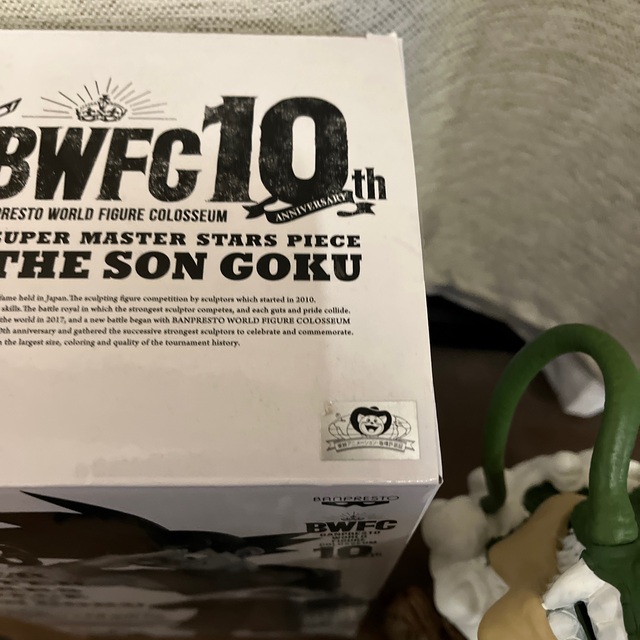 BWFC 10th
ANNIVERSARY
PRESTO WORLD FIGURE COLOSSEUM
SUPER MASTER STARS PIECE
THE SON GOKU
fame held in Japan. The sculpting figure competition by sculptors which started in 2010.
skills. The battle royal in which the strongest sculptor competes, and each guts and pride collide.
the world in 2017, and a new battle began with BANPRESTO WORLD FIGURE COLOSSEUM
0th anniversary and gathered the successive strongest sculptors to celebrate and commemorate.
n the largest size, coloring and quality of the tournament history.
BANPRESTO
BWFC
BANPRESTO
10th